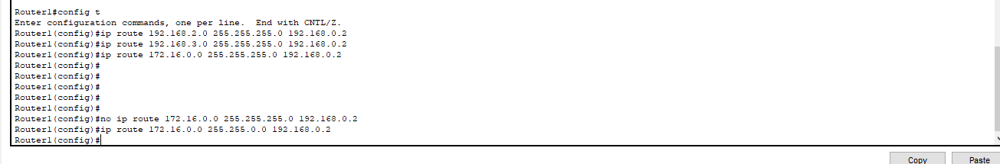 Router1#config t
Enter configuration commands, one per line.  End with CNTL/Z.
Router1(config)#ip route 192.168.2.0 255.255.255.0 192.168.0.2
Router1(config)#ip route 192.168.3.0 255.255.255.0 192.168.0.2
Router1(config)#ip route 172.16.0.0 255.255.255.0 192.168.0.2
Router1(config)#
Router1(config)#
Router1(config)#
Router1(config)#
Router1(config)#
Router1(config)#no ip route 172.16.0.0 255.255.255.0 192.168.0.2
Router1(config)#ip route 172.16.0.0 255.255.0.0 192.168.0.2
Router1(config)#
Copy Paste